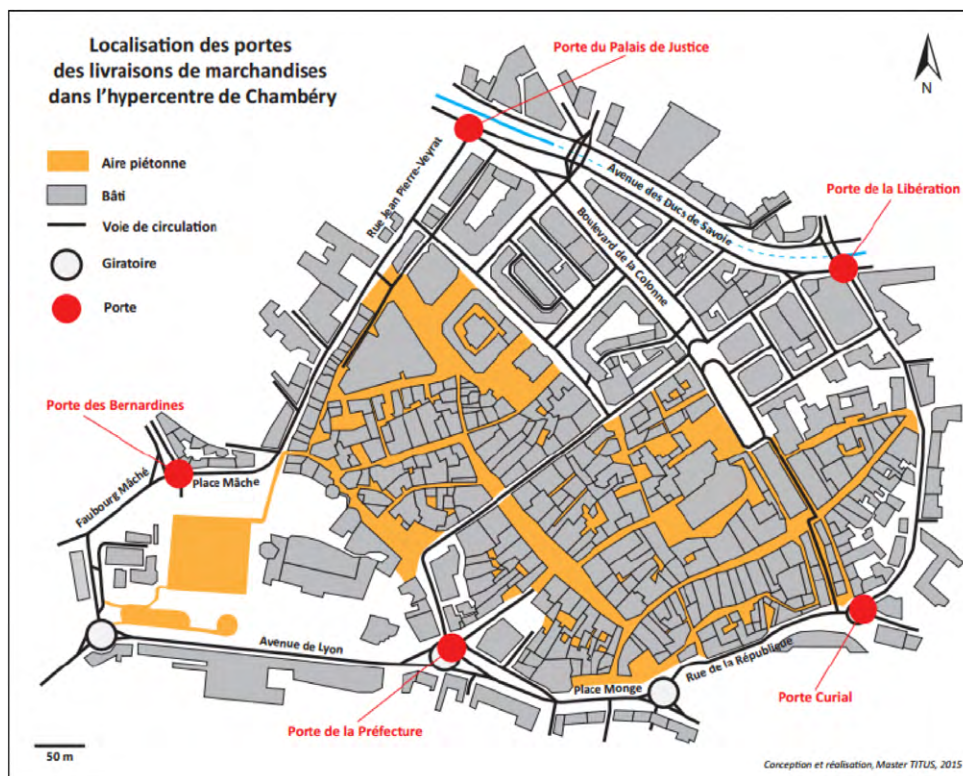 Localisation des portes
des livraisons de marchandises
dans l'hypercentre de Chambéry
Porte du Palais de Justice
N
Aire piétonne
Bâti
Voie de circulation
Giratoire
Porte
Rue Jean Pierre-Veyrat
Avenue des Ducs de Savoie
Boulevard de la Colonne
Porte de la Libération
Porte des Bernardines
Faubourg Mâché
Place Mâche
Avenue de Lyon
Place Monge
Rue de la République
Porte Curial
Porte de la Préfecture
50 m
Conception et réalisation, Master TITUS, 2015